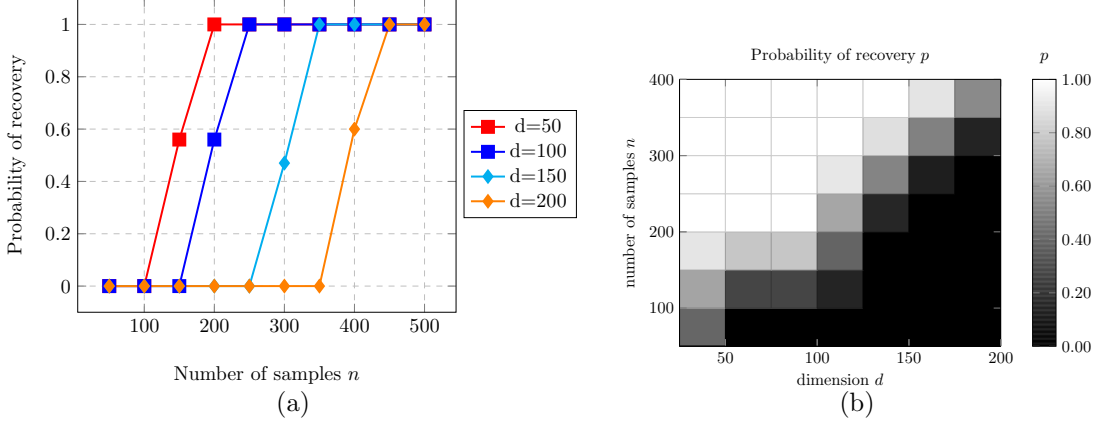 Probability of recovery
1
0.8
0.6
0.4
0.2
0
100 200 300 400 500
Number of samples n
(a)
d=50
d=100
d=150
d=200
Probability of recovery p
number of samples n
400
300
200
100
50 100 150 200
dimension d
(b)
p
1.00
0.80
0.60
0.40
0.20
0.00